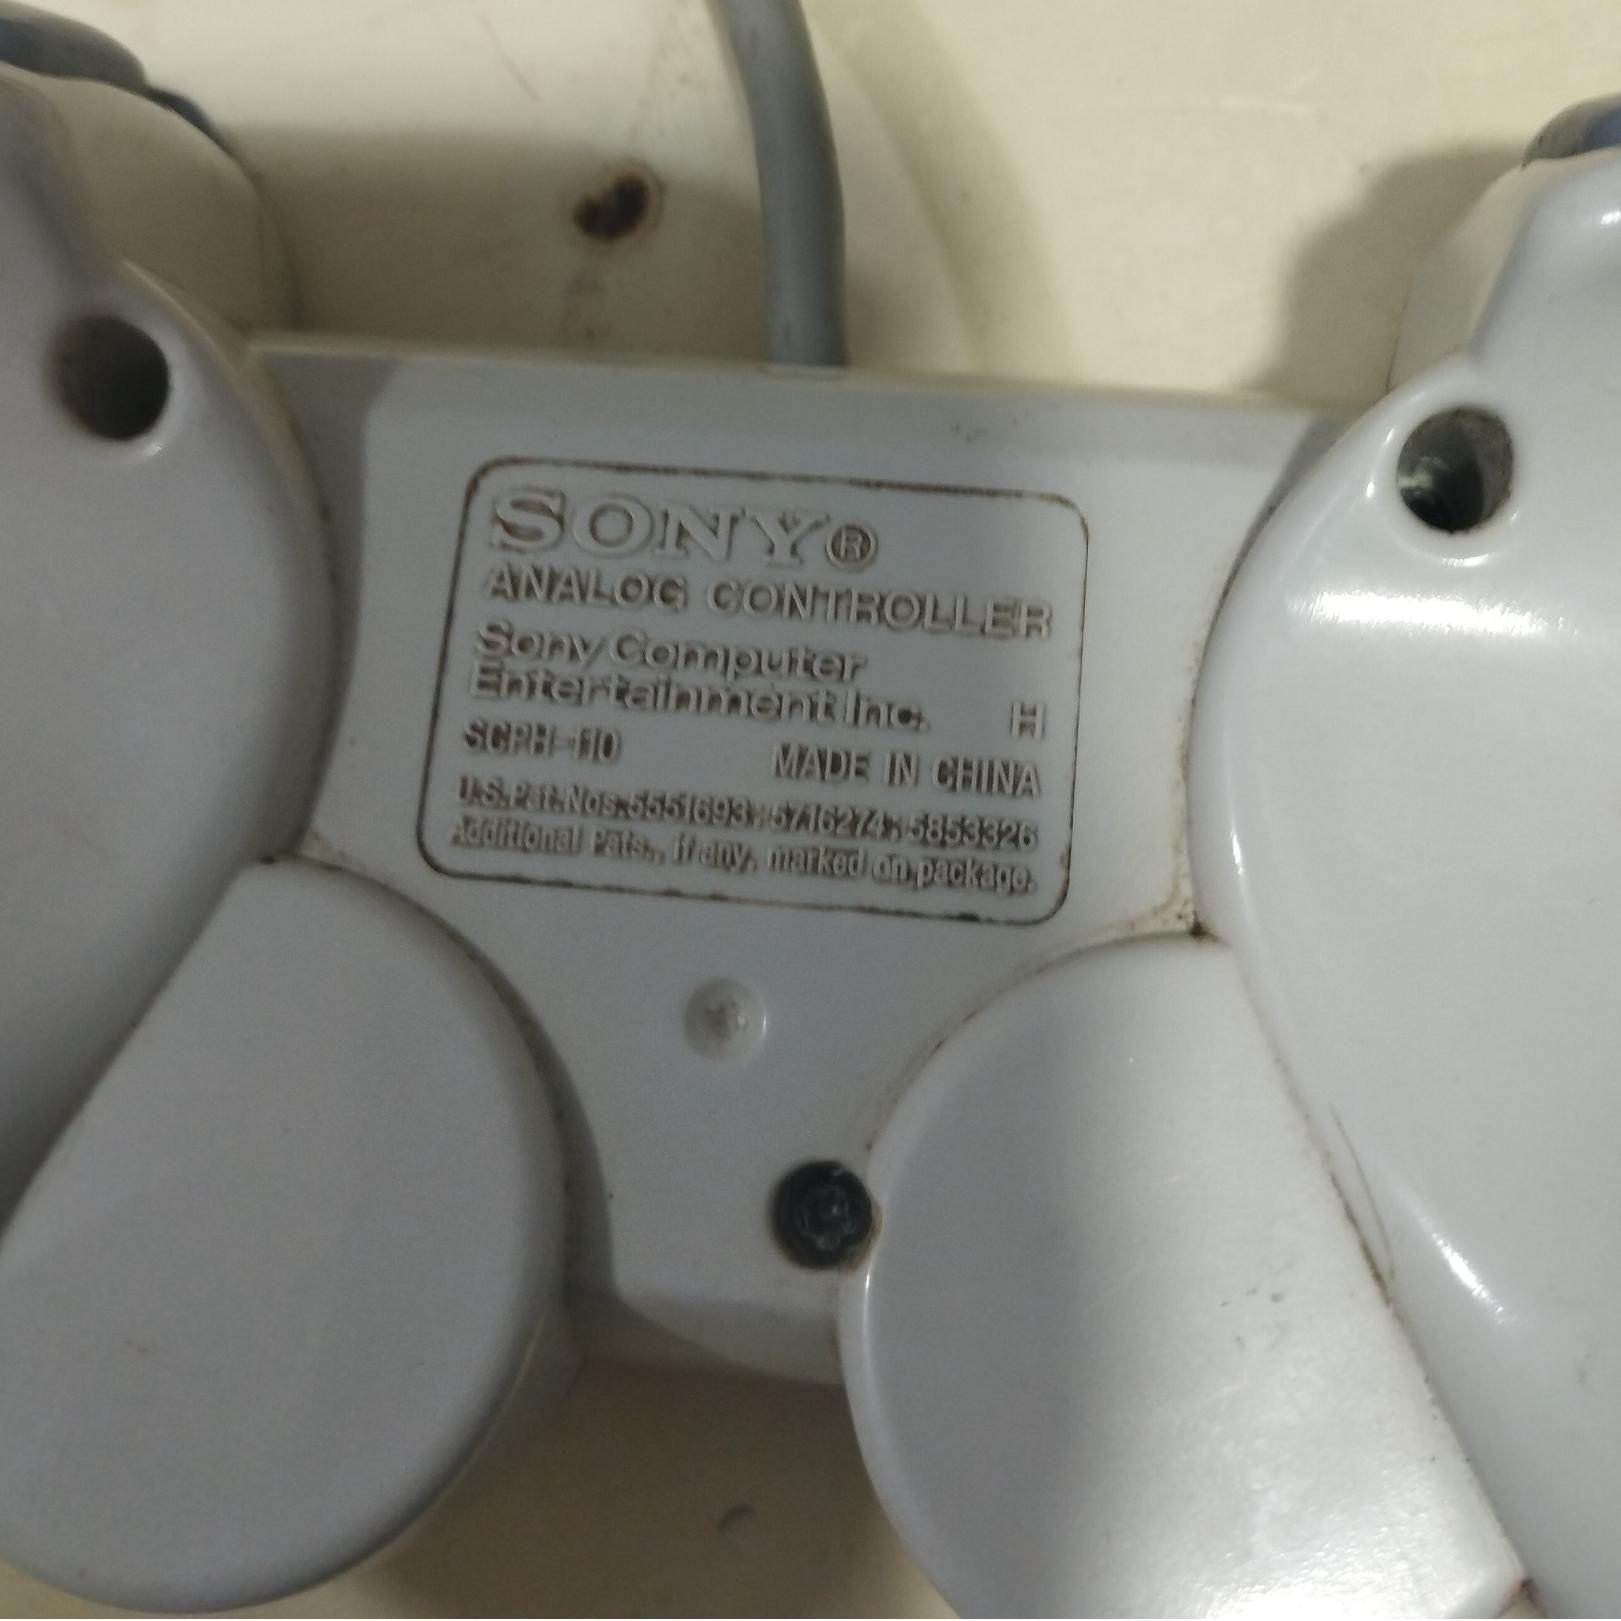 SONY®
ANALOG CONTROLLER
Sony Computer
Entertainment Inc. H
SCPH-110 MADE IN CHINA
U.S.Pat.Nos.5551693;5716274;5853326
Additional Pats., if any, marked on package.